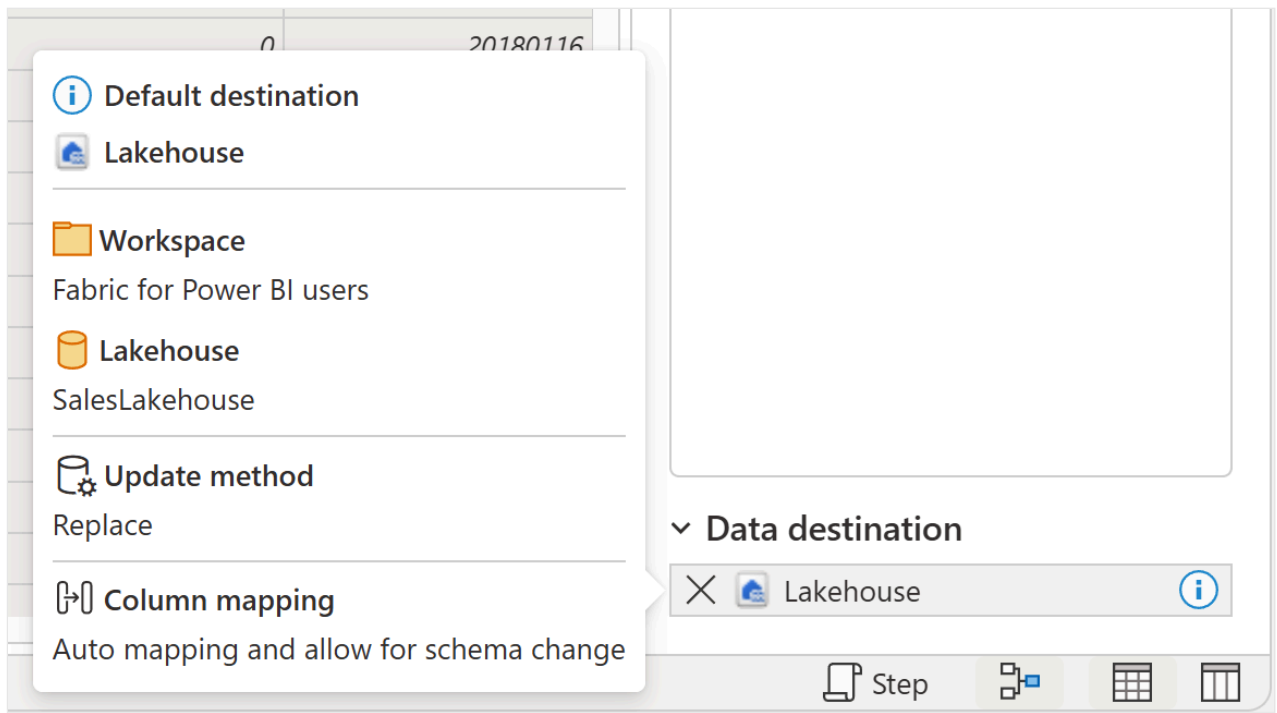 0 20180116
Default destination
Lakehouse
Workspace
Fabric for Power BI users
Lakehouse
SalesLakehouse
Update method
Replace
Column mapping
Auto mapping and allow for schema change
Data destination
Lakehouse
Step